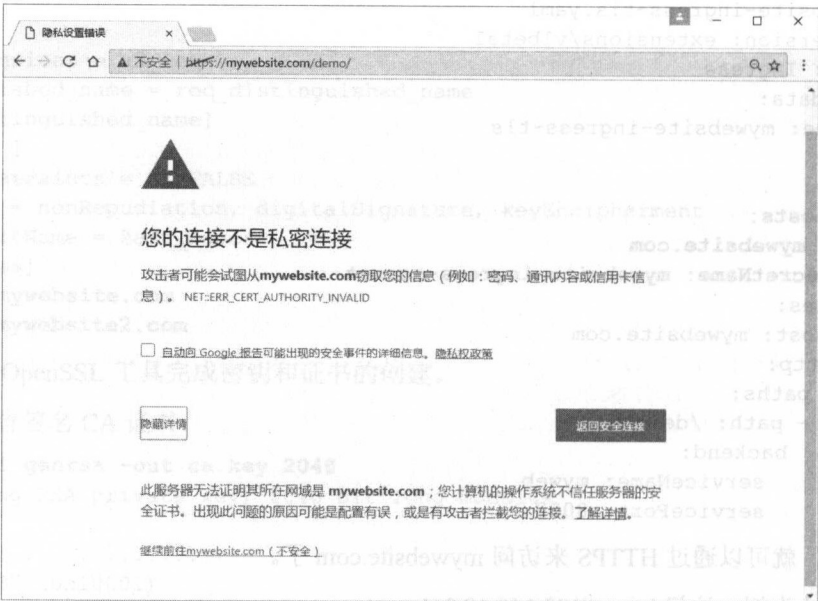 隐私设置错误
不安全 | https://mywebsite.com/demo/
您的连接不是私密连接
攻击者可能会试图从mywebsite.com窃取您的信息（例如：密码、通讯内容或信用卡信
息）。 NET::ERR_CERT_AUTHORITY_INVALID
自动向 Google 报告可能出现的安全事件的详细信息。隐私权政策
隐藏详情
返回安全连接
此服务器无法证明其所在网域是 mywebsite.com；您计算机的操作系统不信任服务器的安
全证书。出现此问题的原因可能是配置有误，或是有攻击者拦截您的连接。了解详情。
继续前往mywebsite.com（不安全）